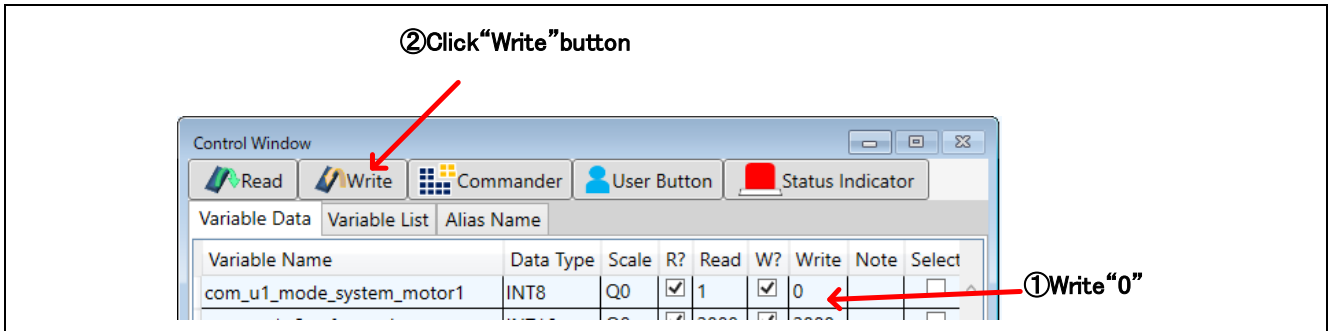 ②Click“Write”button
Control Window
Read Write Commander User Button Status Indicator
Variable Data Variable List Alias Name
Variable Name Data Type Scale R? Read W? Write Note Select
com_u1_mode_system_motor1 INT8 Q0 1 0
①Write“0”